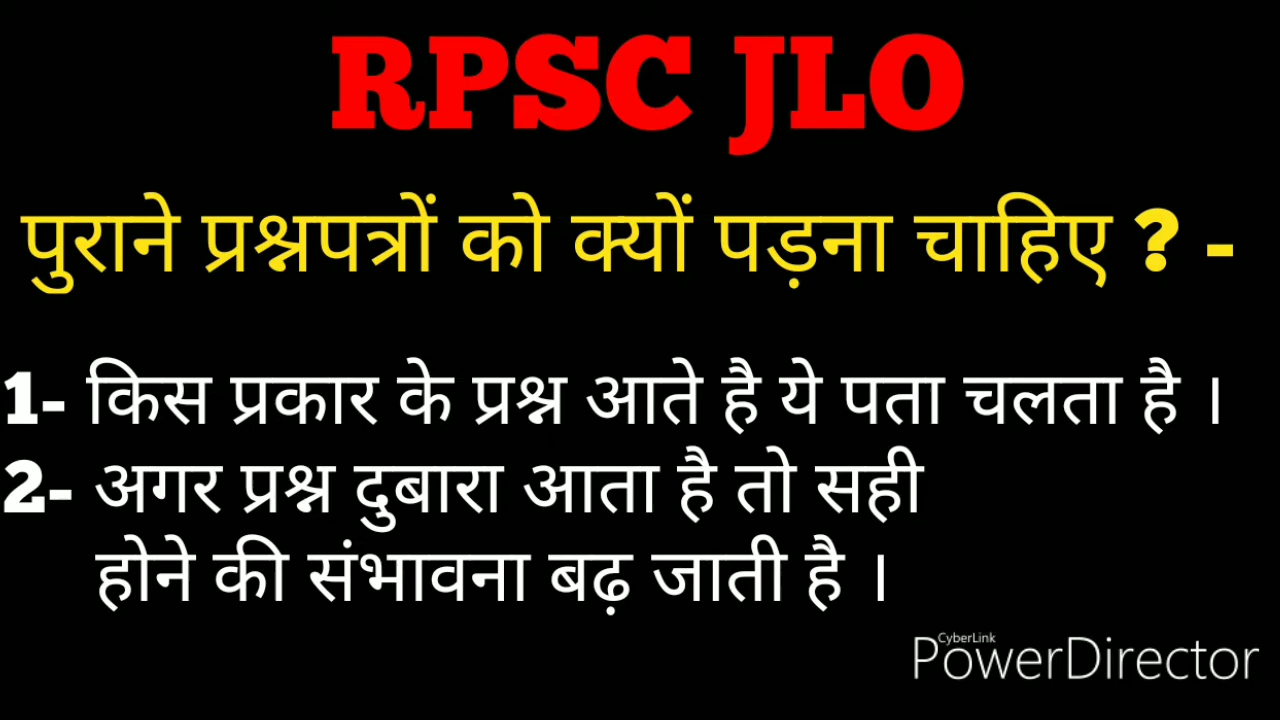 RPSC JLO
पुराने प्रश्नपत्रों को क्यों पड़ना चाहिए ? -
1- किस प्रकार के प्रश्न आते है ये पता चलता है ।
2- अगर प्रश्न दुबारा आता है तो सही
होने की संभावना बढ़ जाती है ।
CyberLink
PowerDirector